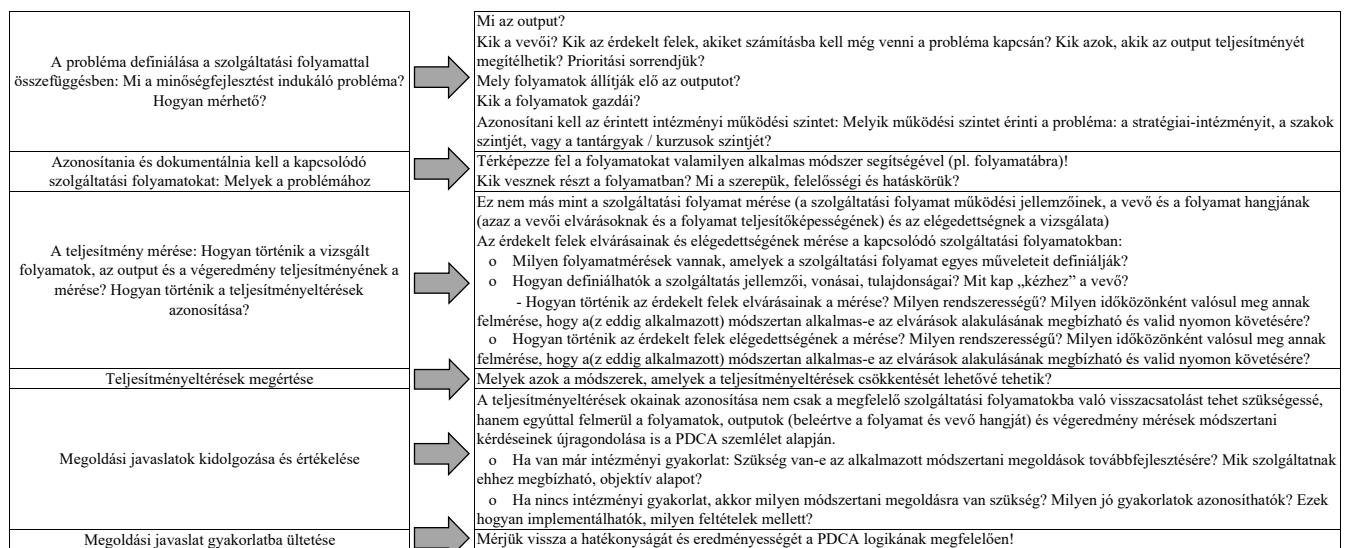 A probléma definiálása a szolgáltatási folyamattal
összefüggésben: Mi a minőségfejlesztést indukáló probléma?
Hogyan mérhető?
Mi az output?
Kik a vevői? Kik az érdekelt felek, akiket számításba kell még venni a probléma kapcsán? Kik azok, akik az output teljesítményét
megítélhetik? Prioritási sorrendjük?
Mely folyamatok állítják elő az outputot?
Kik a folyamatok gazdái?
Azonosítani kell az érintett intézményi működési szintet: Melyik működési szintet érinti a probléma: a stratégiai-intézményit, a szakok
szintjét, vagy a tantárgyak / kurzusok szintjét?
Azonosítania és dokumentálnia kell a kapcsolódó
szolgáltatási folyamatokat: Melyek a problémához
Térképezze fel a folyamatokat valamilyen alkalmas módszer segítségével (pl. folyamatábra)!
Kik vesznek részt a folyamatban? Mi a szerepük, felelősségi és hatáskörük?
A teljesítmény mérése: Hogyan történik a vizsgált
folyamatok, az output és a végeredmény teljesítményének a
mérése? Hogyan történik a teljesítményeltérések
azonosítása?
Ez nem más mint a szolgáltatási folyamat mérése (a szolgáltatási folyamat működési jellemzőinek, a vevő és a folyamat hangjának
(azaz a vevői elvárásoknak és a folyamat teljesítőképességének) és az elégedettségnek a vizsgálata)
Az érdekelt felek elvárásainak és elégedettségének mérése a kapcsolódó szolgáltatási folyamatokban:
o Milyen folyamatmérések vannak, amelyek a szolgáltatási folyamat egyes műveleteit definiálják?
o Hogyan definiálhatók a szolgáltatás jellemzői, vonásai, tulajdonságai? Mit kap „kézhez” a vevő?
- Hogyan történik az érdekelt felek elvárásainak a mérése? Milyen rendszerességű? Milyen időközönként valósul meg annak
felmérése, hogy a(z eddig alkalmazott) módszertan alkalmas-e az elvárások alakulásának megbízható és valid nyomon követésére?
o Hogyan történik az érdekelt felek elégedettségének a mérése? Milyen rendszerességű? Milyen időközönként valósul meg annak
felmérése, hogy a(z eddig alkalmazott) módszertan alkalmas-e az elvárások alakulásának megbízható és valid nyomon követésére?
Teljesítményeltérések megértése
Melyek azok a módszerek, amelyek a teljesítményeltérések csökkentését lehetővé tehetik?
Megoldási javaslatok kidolgozása és értékelése
A teljesítményeltérések okainak azonosítása nem csak a megfelelő szolgáltatási folyamatokba való visszacsatolást tehet szükségessé,
hanem egyúttal felmerül a folyamatok, outputok (beleértve a folyamat és vevő hangját) és végeredmény mérések módszertani
kérdéseinek újragondolása is a PDCA szemlélet alapján.
o Ha van már intézményi gyakorlat: Szükség van-e az alkalmazott módszertani megoldások továbbfejlesztésére? Mik szolgáltatnak
ehhez megbízható, objektív alapot?
o Ha nincs intézményi gyakorlat, akkor milyen módszertani megoldásra van szükség? Milyen jó gyakorlatok azonosíthatók? Ezek
hogyan implementálhatók, milyen feltételek mellett?
Megoldási javaslat gyakorlatba ültetése
Mérjük vissza a hatékonyságát és eredményességét a PDCA logikának megfelelően!